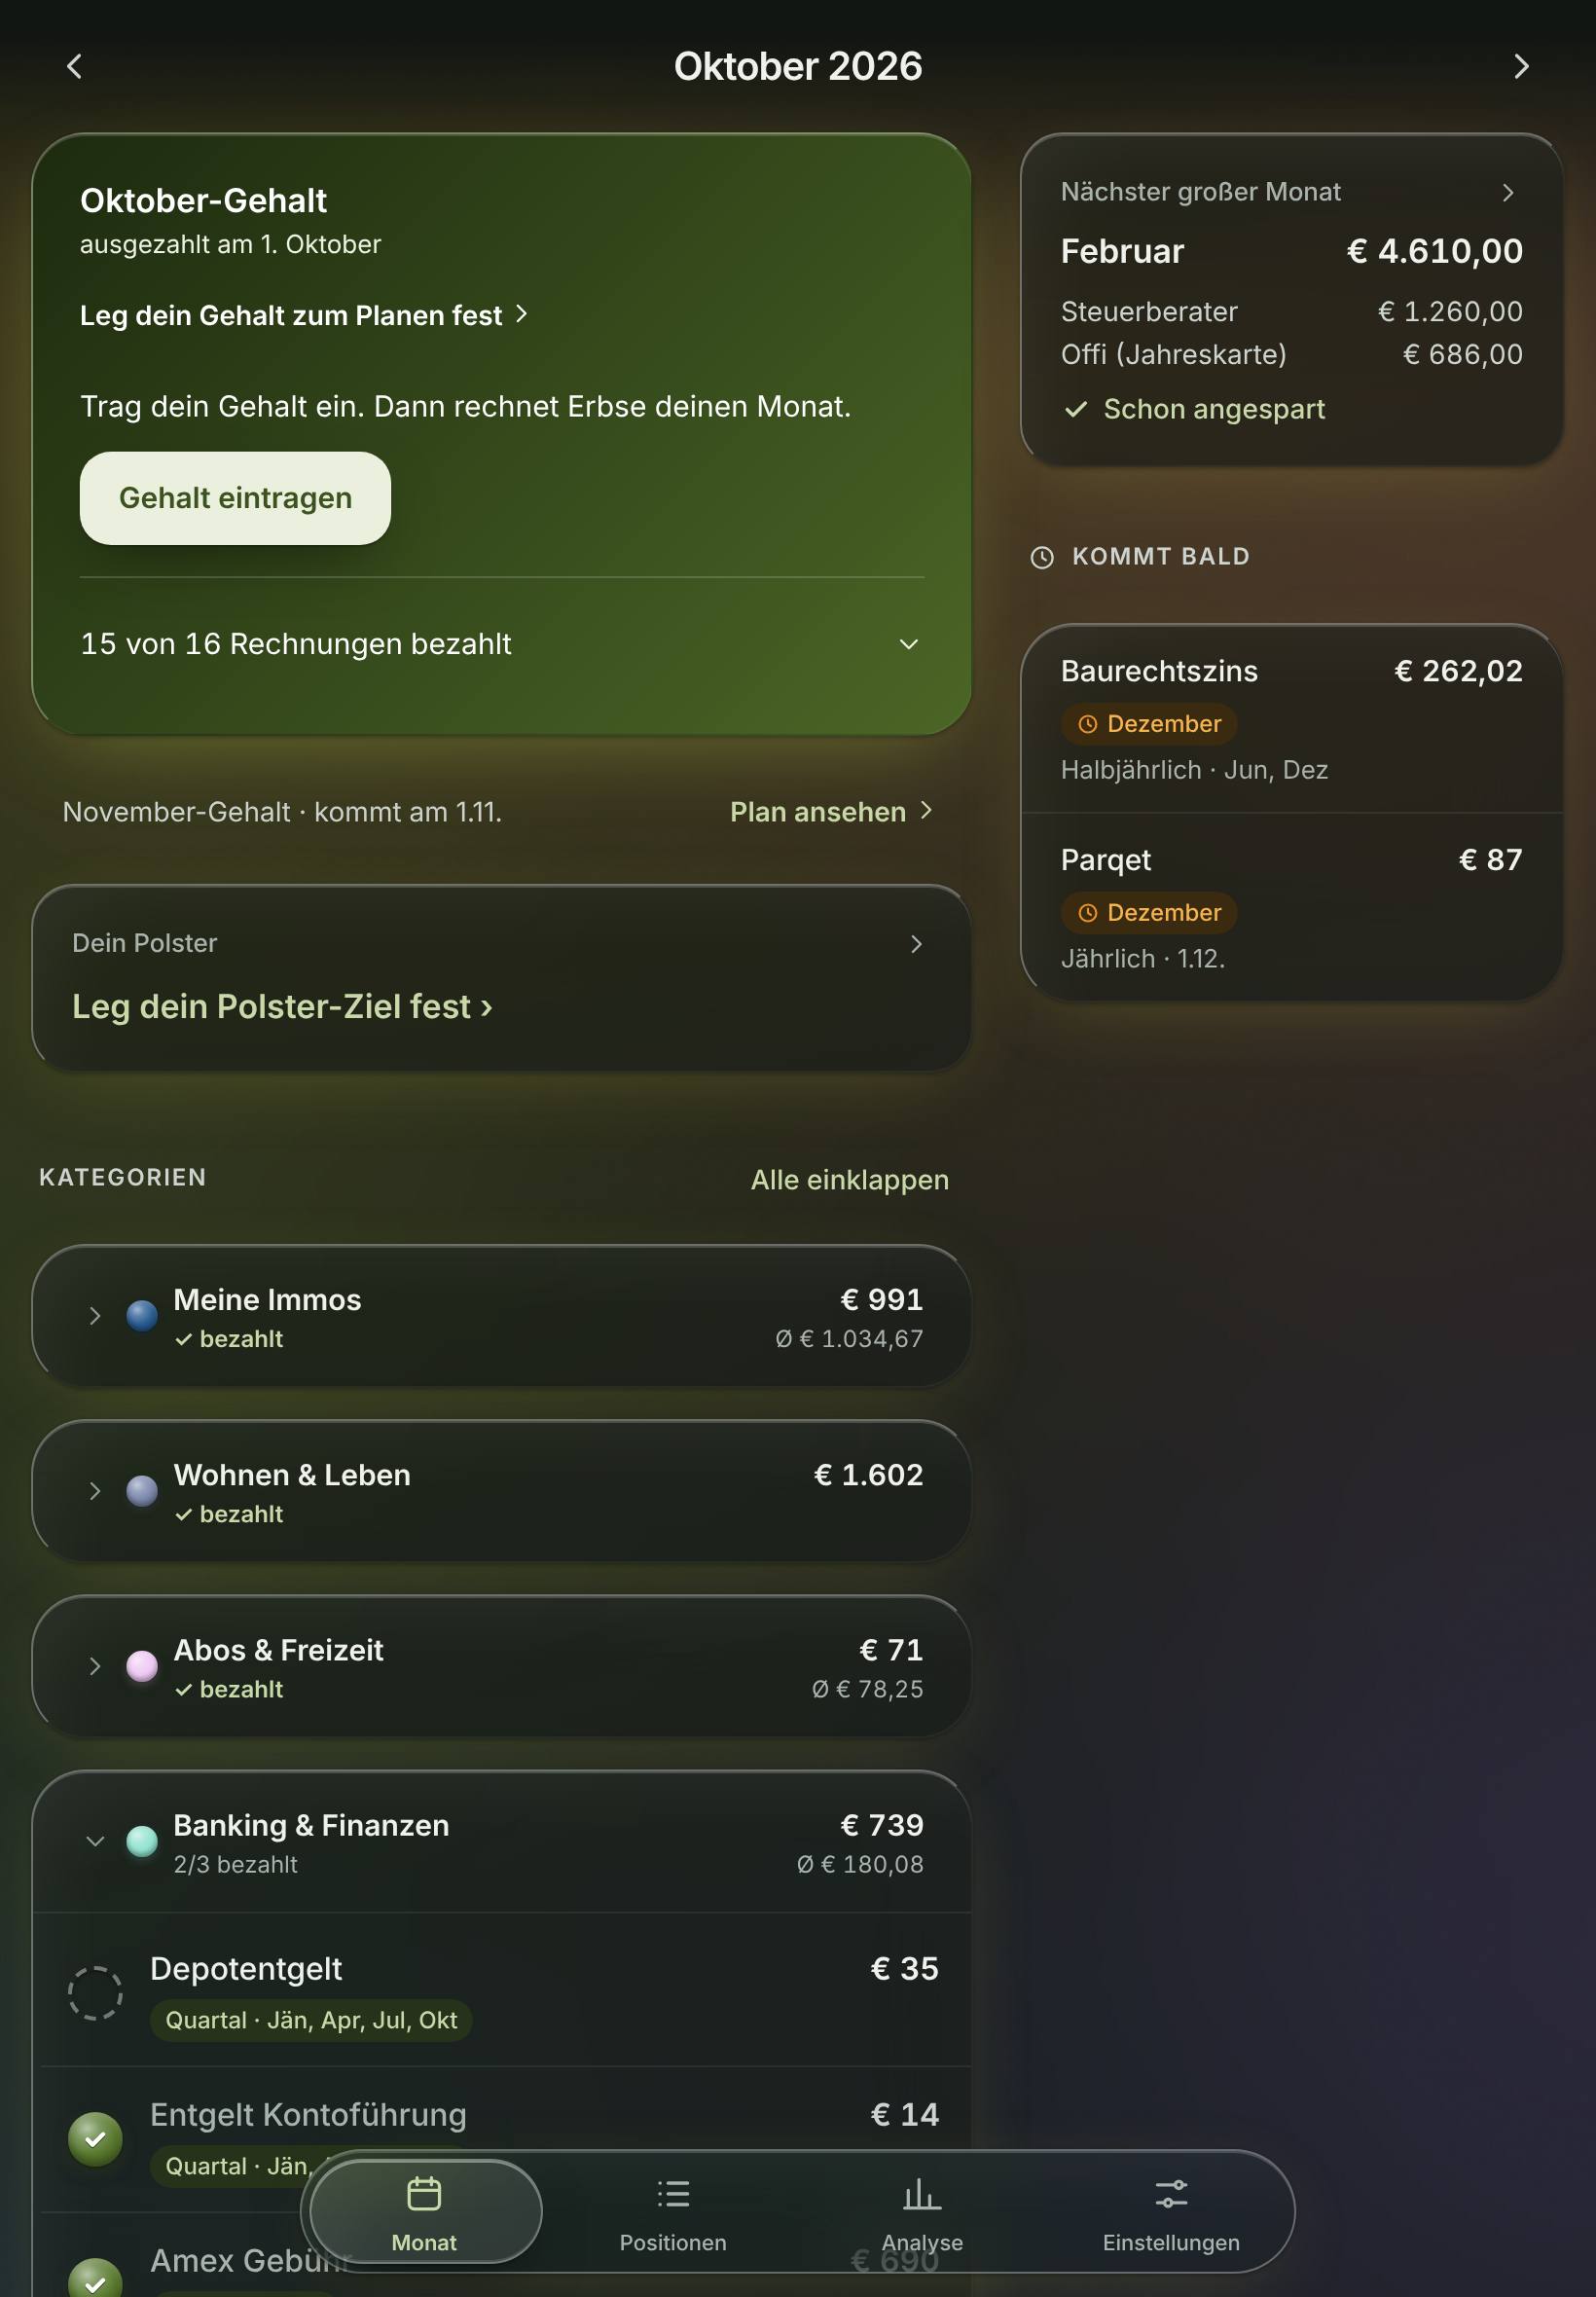 Oktober 2026
Oktober-Gehalt
ausgezahlt am 1. Oktober
Leg dein Gehalt zum Planen fest
Trag dein Gehalt ein. Dann rechnet Erbse deinen Monat.
Gehalt eintragen
15 von 16 Rechnungen bezahlt
November-Gehalt · kommt am 1.11.
Plan ansehen
Dein Polster
Leg dein Polster-Ziel fest ›
KATEGORIEN
Alle einklappen
Meine Immos
€ 991
✓ bezahlt
Ø € 1.034,67
Wohnen & Leben
€ 1.602
✓ bezahlt
Abos & Freizeit
€ 71
✓ bezahlt
Ø € 78,25
Banking & Finanzen
€ 739
2/3 bezahlt
Ø € 180,08
Depotentgelt
€ 35
Quartal · Jän, Apr, Jul, Okt
Entgelt Kontoführung
€ 14
Quartal · Jän,
Amex Gebühr
€ 690
Nächster großer Monat
Februar
€ 4.610,00
Steuerberater
€ 1.260,00
Offi (Jahreskarte)
€ 686,00
Schon angespart
KOMMT BALD
Baurechtszins
€ 262,02
Dezember
Halbjährlich · Jun, Dez
Parqet
€ 87
Dezember
Jährlich · 1.12.
Monat
Positionen
Analyse
Einstellungen